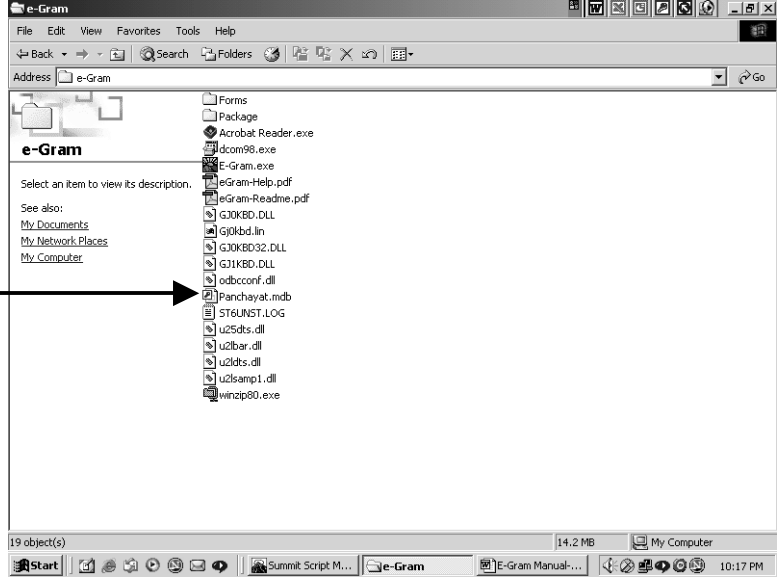 e-Gram
File Edit View Favorites Tools Help
Back Search Folders
Address e-Gram Go
e-Gram
Select an item to view its description.
See also:
My Documents
My Network Places
My Computer
Forms
Package
Acrobat Reader.exe
dcom98.exe
E-Gram.exe
eGram-Help.pdf
eGram-Readme.pdf
GJ0KBD.DLL
Gj0kbd.lin
GJ0KBD32.DLL
GJ1KBD.DLL
odbcconf.dll
Panchayat.mdb
ST6UNST.LOG
u25dts.dll
u2lbar.dll
u2ldts.dll
u2lsamp1.dll
winzip80.exe
19 object(s) 14.2 MB My Computer
Start Summit Script M... e-Gram E-Gram Manual-... 10:17 PM